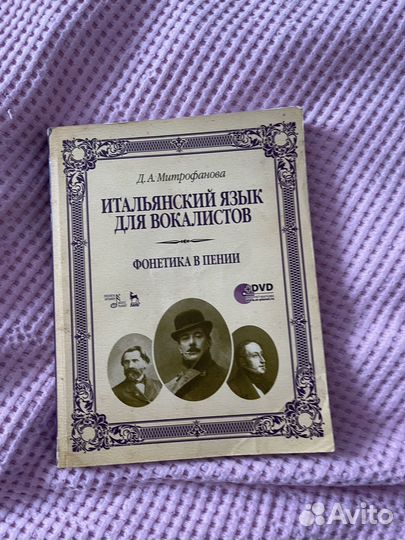 Д. А. Митрофанова
ИТАЛЬЯНСКИЙ ЯЗЫК
ДЛЯ ВОКАЛИСТОВ
ФОНЕТИКА В ПЕНИИ
DVD
Avito